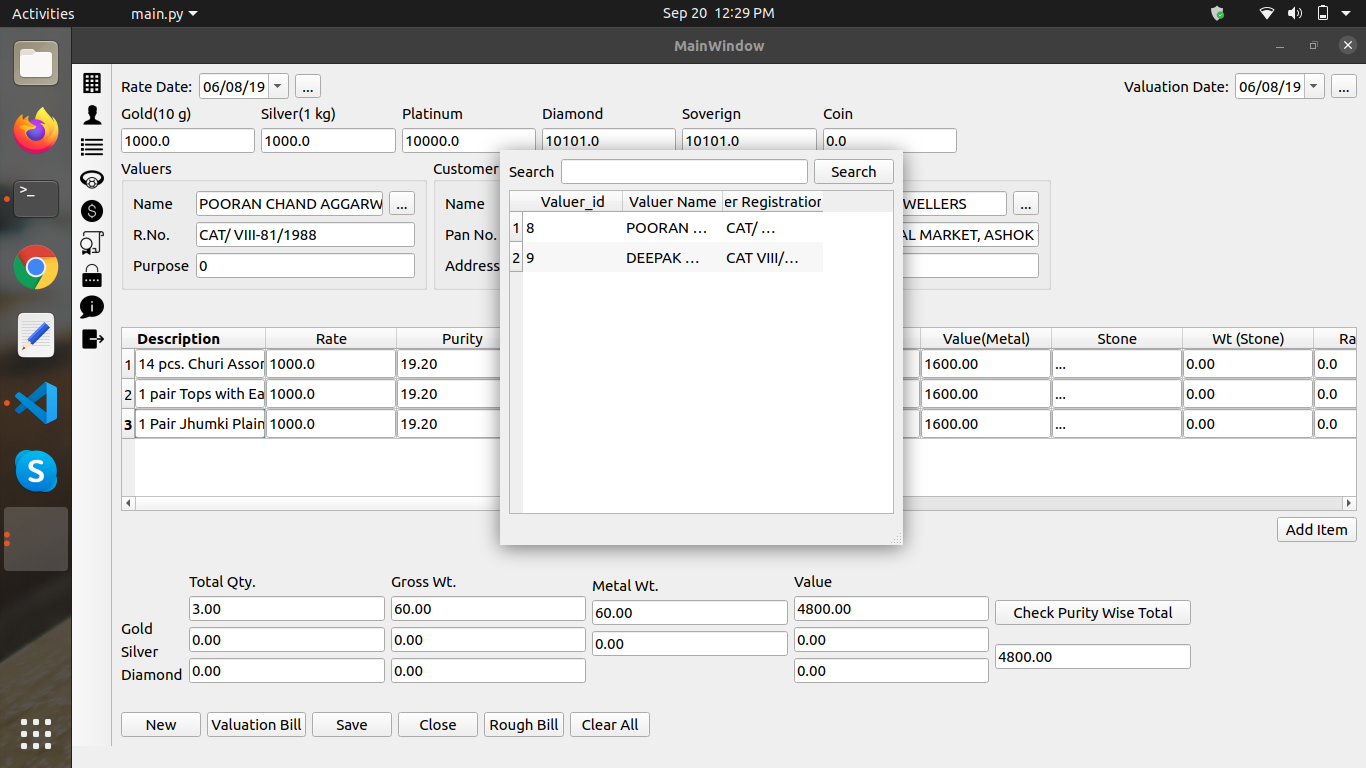 Activities main.py Sep 20 12:29 PM
MainWindow
Rate Date: 06/08/19 ... Valuation Date: 06/08/19 ...
Gold(10 g) Silver(1 kg) Platinum Diamond Soverign Coin
1000.0 1000.0 10000.0 10101.0 10101.0 0.0
Valuers Customer
Name POORAN CHAND AGGARW ...
R.No. CAT/ VIII-81/1988
Purpose 0
Name WELLERS ...
Pan No. AL MARKET, ASHOK
Address
Search Search
Valuer_id Valuer Name er Registration
1 8 POORAN ... CAT/ ...
2 9 DEEPAK ... CAT VIII/...
Description Rate Purity Value(Metal) Stone Wt (Stone) Ra
1 14 pcs. Churi Assor 1000.0 19.20 1600.00 ... 0.00 0.0
2 1 pair Tops with Ea 1000.0 19.20 1600.00 ... 0.00 0.0
3 1 Pair Jhumki Plain 1000.0 19.20 1600.00 ... 0.00 0.0
Add Item
Total Qty. Gross Wt. Metal Wt. Value
Gold 3.00 60.00 60.00 4800.00 Check Purity Wise Total
Silver 0.00 0.00 0.00 0.00 4800.00
Diamond 0.00 0.00 0.00
New Valuation Bill Save Close Rough Bill Clear All